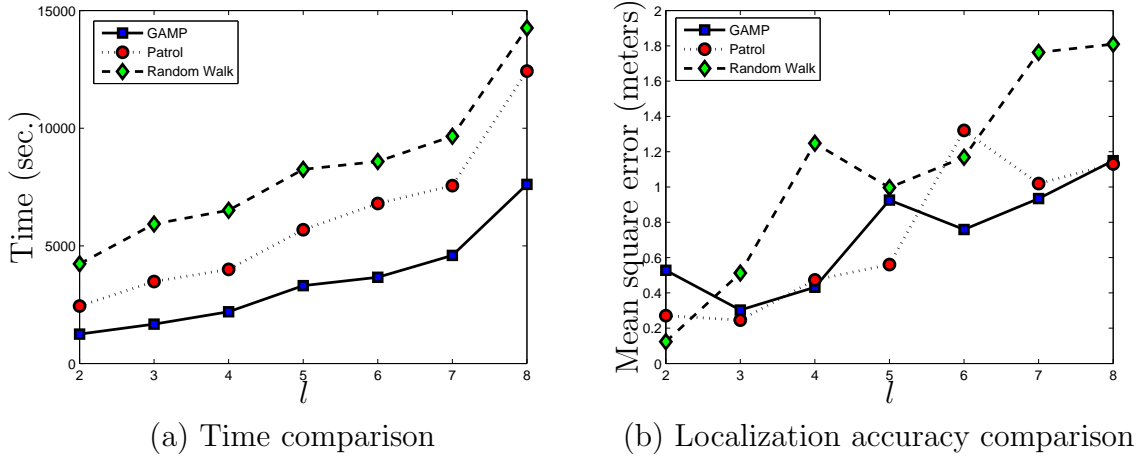 15000
10000
5000
0
Time (sec.)
GAMP
Patrol
Random Walk
2 3 4 5 6 7 8
l
(a) Time comparison
2
1.8
1.6
1.4
1.2
1
0.8
0.6
0.4
0.2
0
Mean square error (meters)
GAMP
Patrol
Random Walk
2 3 4 5 6 7 8
l
(b) Localization accuracy comparison